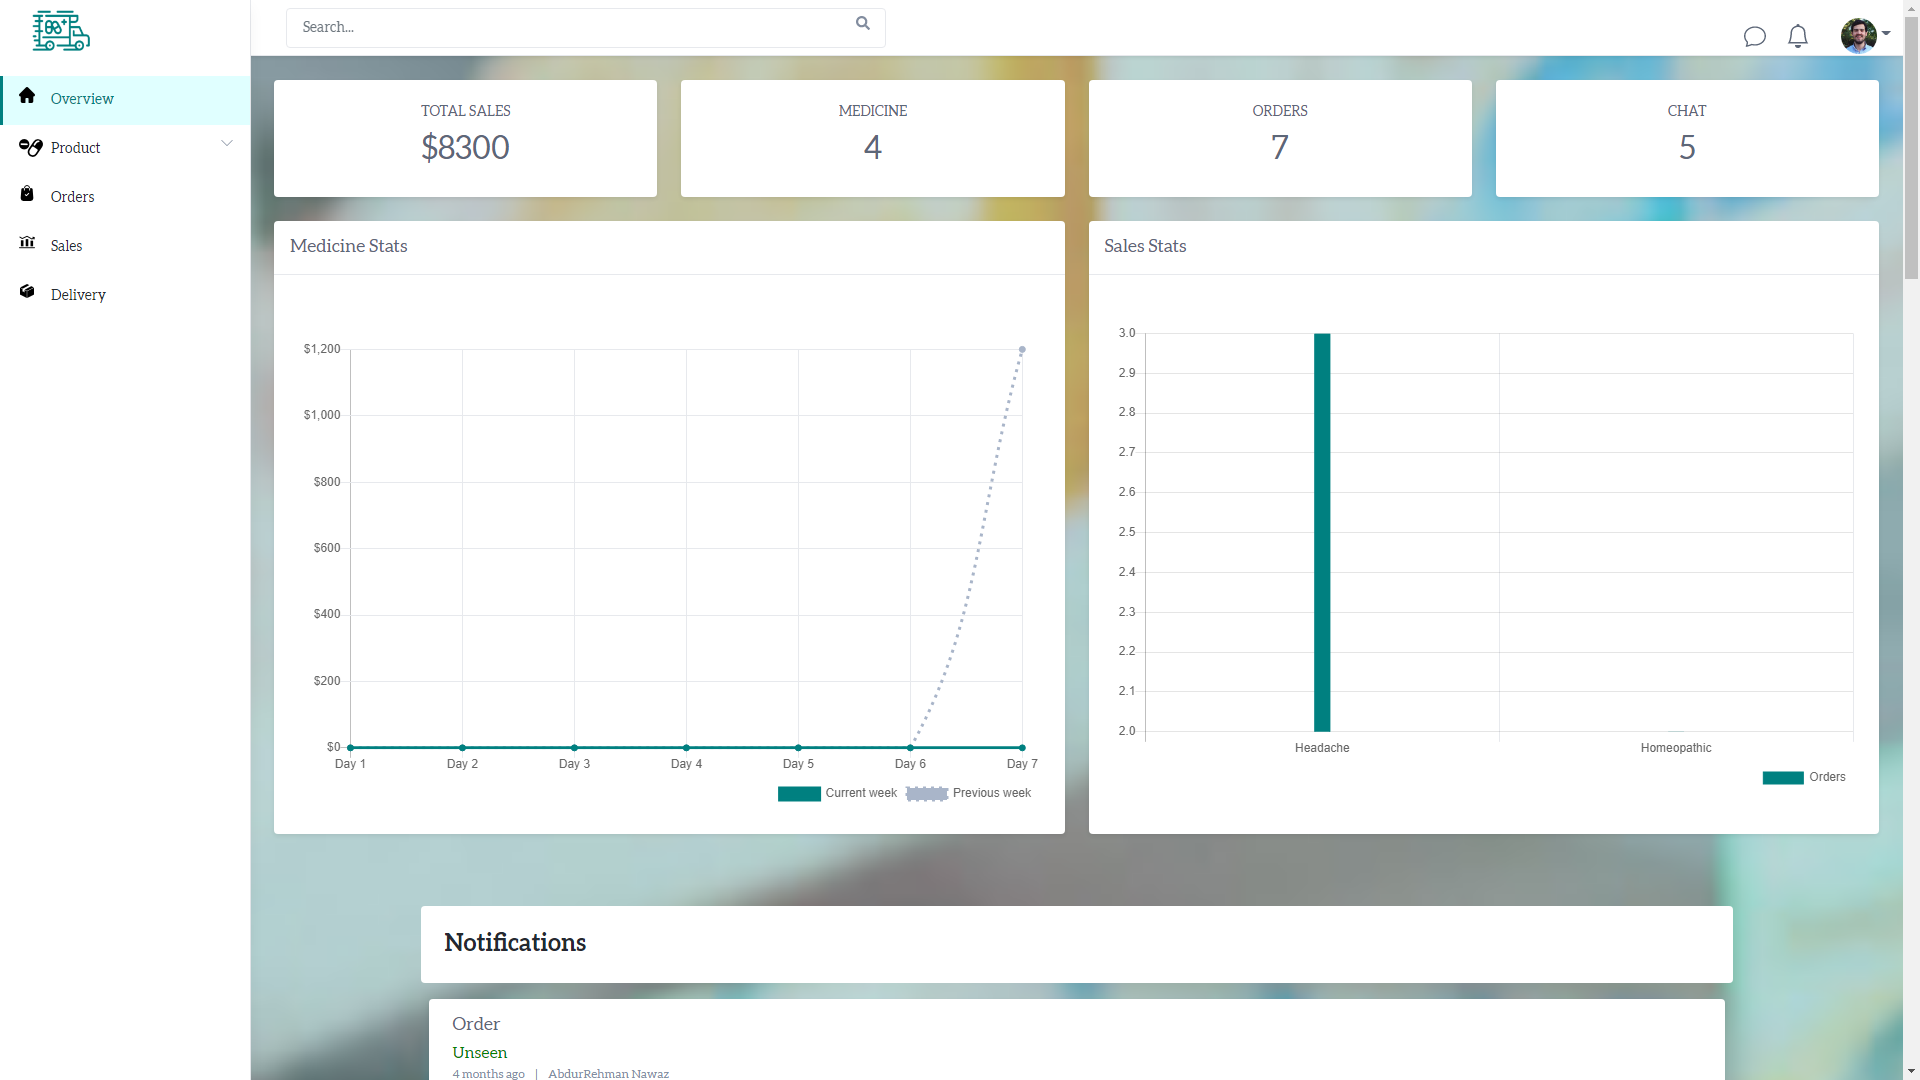 Search...
Overview
Product
Orders
Sales
Delivery
TOTAL SALES
$8300
MEDICINE
4
ORDERS
7
CHAT
5
Medicine Stats
$1,200
$1,000
$800
$600
$400
$200
$0
Day 1 Day 2 Day 3 Day 4 Day 5 Day 6 Day 7
Current week Previous week
Sales Stats
3.0
2.9
2.8
2.7
2.6
2.5
2.4
2.3
2.2
2.1
2.0
Headache Homeopathic
Orders
Notifications
Order
Unseen
4 months ago | AbdurRehman Nawaz